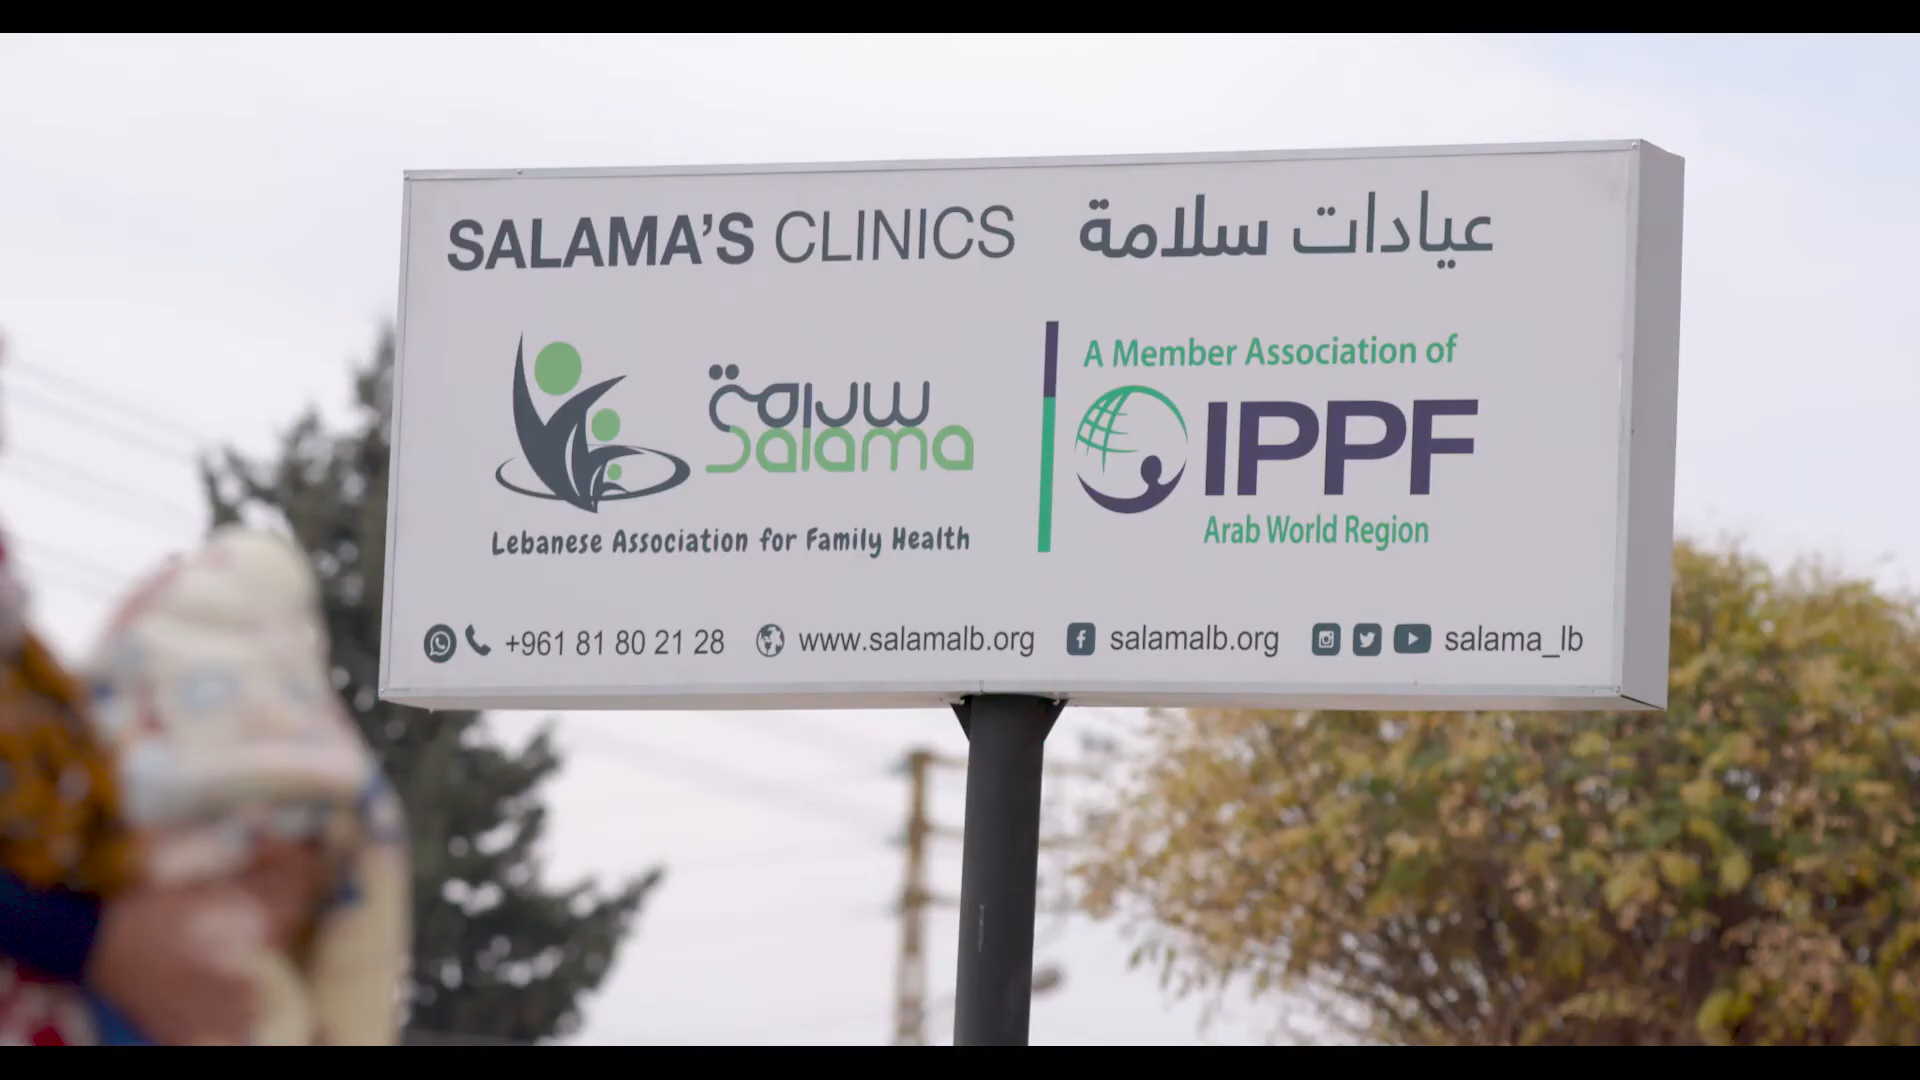 SALAMA'S CLINICS
عيادات سلامة
سلامة
Salama
Lebanese Association for Family Health
A Member Association of
IPPF
Arab World Region
+961 81 80 21 28 www.salamalb.org salamalb.org salama_lb